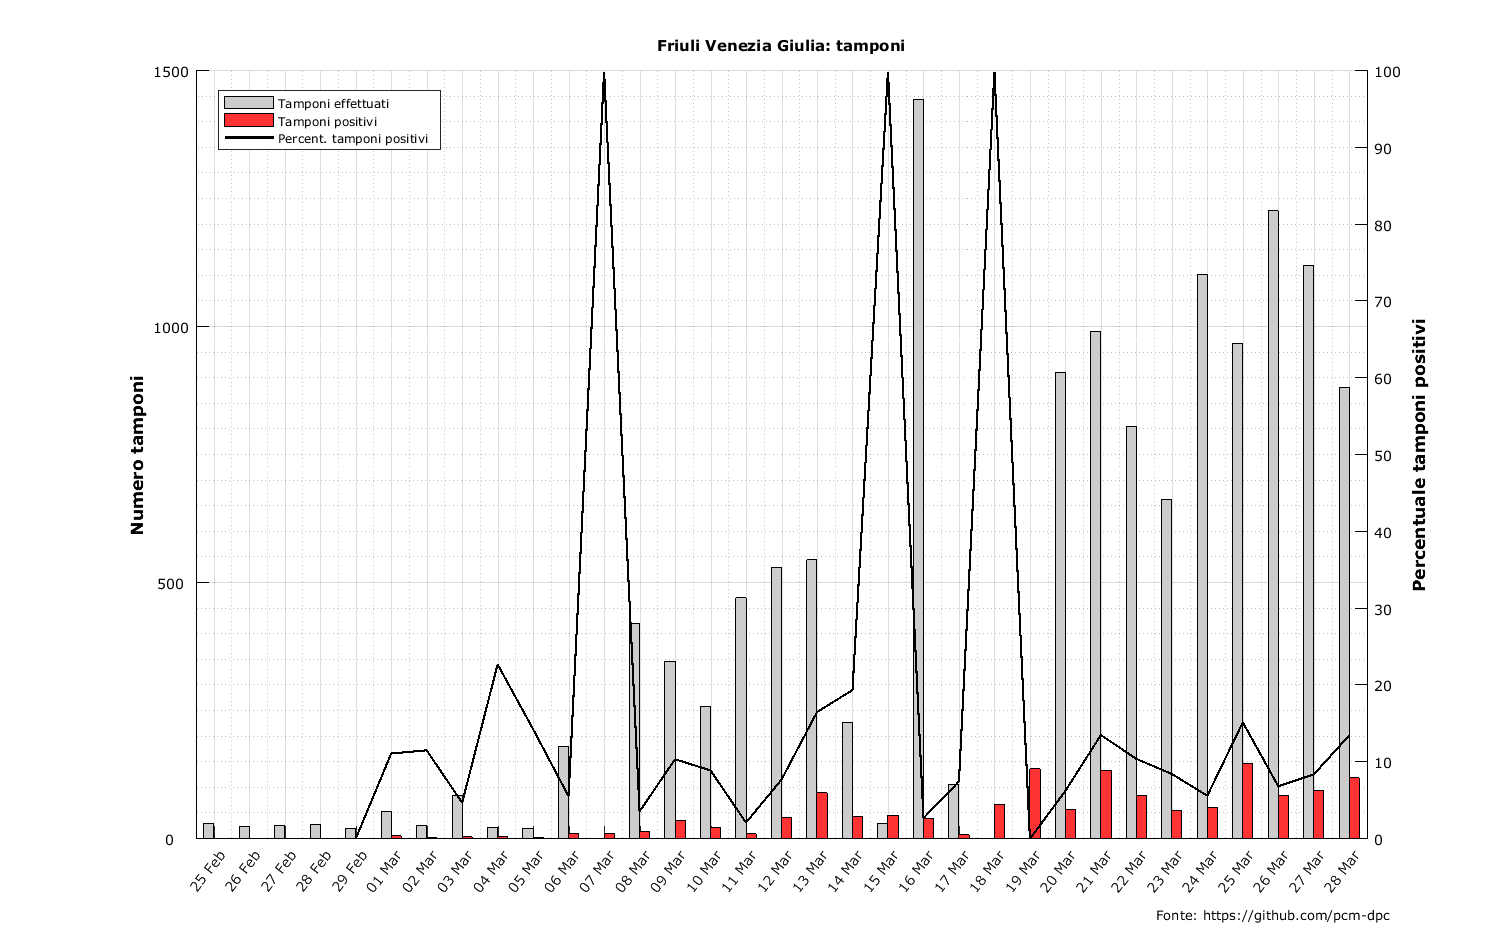 Friuli Venezia Giulia: tamponi
Tamponi effettuati
Tamponi positivi
Percent. tamponi positivi
Numero tamponi
1500
1000
500
0
Percentuale tamponi positivi
100
90
80
70
60
50
40
30
20
10
0
25 Feb
26 Feb
27 Feb
28 Feb
29 Feb
01 Mar
02 Mar
03 Mar
04 Mar
05 Mar
06 Mar
07 Mar
08 Mar
09 Mar
10 Mar
11 Mar
12 Mar
13 Mar
14 Mar
15 Mar
16 Mar
17 Mar
18 Mar
19 Mar
20 Mar
21 Mar
22 Mar
23 Mar
24 Mar
25 Mar
26 Mar
27 Mar
28 Mar
Fonte: https://github.com/pcm-dpc